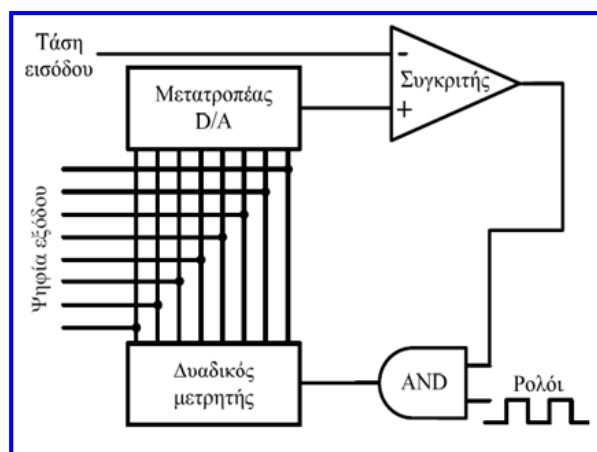 Τάση
εισόδου
Μετατροπέας
D/A
-
+
Συγκριτής
Ψηφία εξόδου
Δυαδικός
μετρητής
AND
Ρολόι